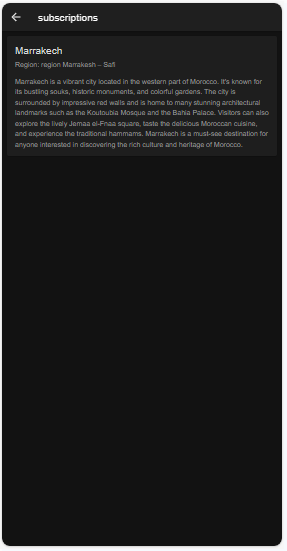 subscriptions
Marrakech
Region: region Marrakesh – Safi
Marrakech is a vibrant city located in the western part of Morocco. It's known for
its bustling souks, historic monuments, and colorful gardens. The city is
surrounded by impressive red walls and is home to many stunning architectural
landmarks such as the Koutoubia Mosque and the Bahia Palace. Visitors can also
explore the lively Jemaa el-Fnaa square, taste the delicious Moroccan cuisine,
and experience the traditional hammams. Marrakech is a must-see destination for
anyone interested in discovering the rich culture and heritage of Morocco.